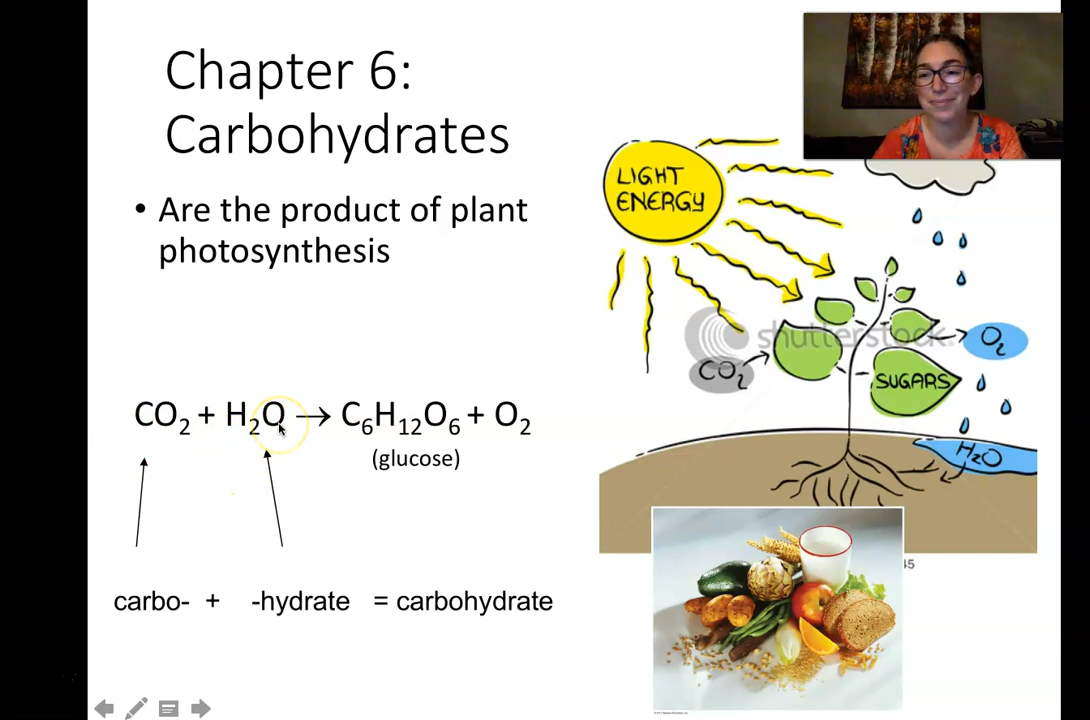 Chapter 6:
Carbohydrates
• Are the product of plant
photosynthesis
CO₂ + H₂O → C₆H₁₂O₆ + O₂
(glucose)
carbo- + -hydrate = carbohydrate
LIGHT
ENERGY
shutterstock.
O₂
CO₂
SUGARS
H₂O
45